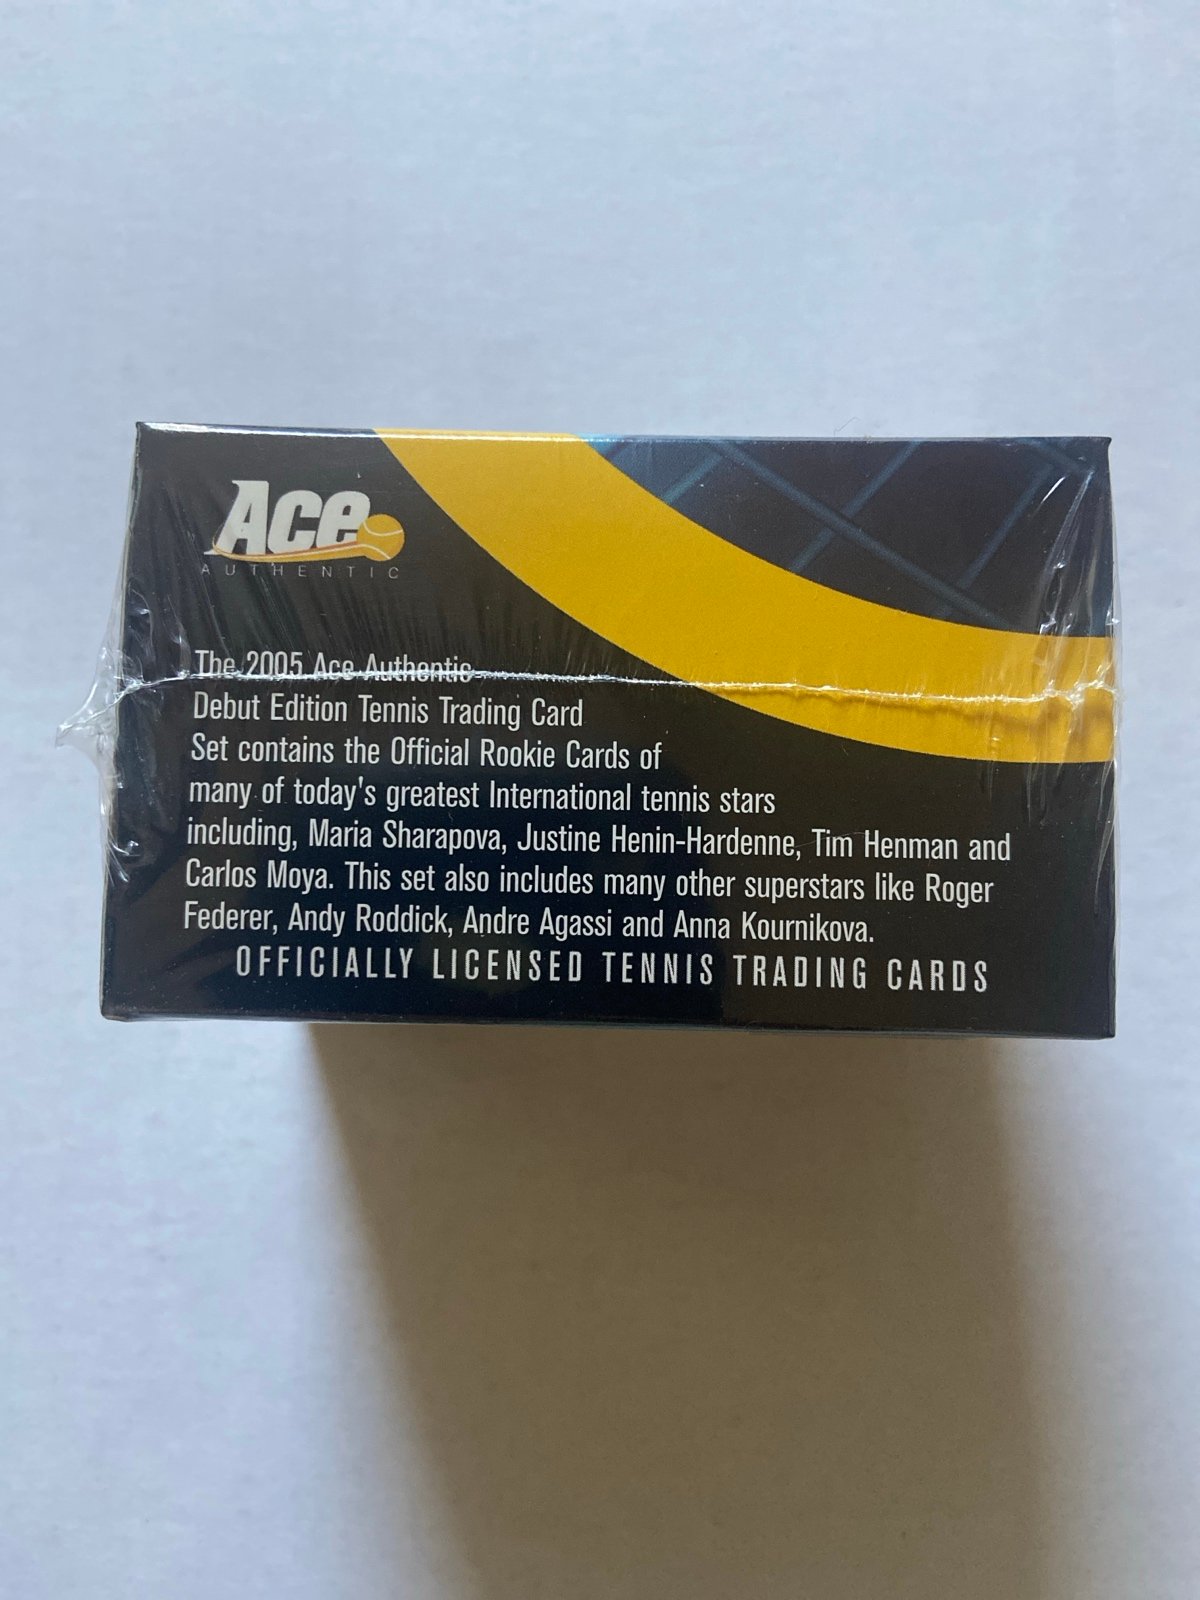 Ace
AUTHENTIC
The 2005 Ace Authentic
Debut Edition Tennis Trading Card
Set contains the Official Rookie Cards of
many of today's greatest International tennis stars
including, Maria Sharapova, Justine Henin-Hardenne, Tim Henman and
Carlos Moya. This set also includes many other superstars like Roger
Federer, Andy Roddick, Andre Agassi and Anna Kournikova.
OFFICIALLY LICENSED TENNIS TRADING CARDS